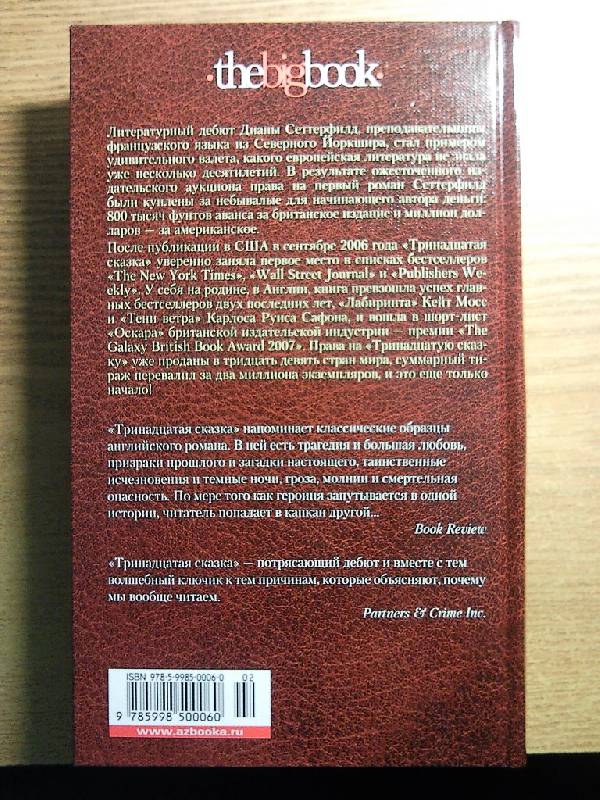 ·thebigbook·
Литературный дебют Дианы Сеттерфилд, преподавательницы
французского языка из Северного Йоркшира, стал примером
удивительного взлета, какого европейская литература не знала
уже несколько десятилетий. В результате ожесточенного из-
дательского аукциона права на первый роман Сеттерфилд
были куплены за небывалые для начинающего автора деньги:
800 тысяч фунтов аванса за британское издание и миллион дол-
ларов — за американское.
После публикации в США в сентябре 2006 года «Тринадцатая
сказка» уверенно заняла первое место в списках бестселлеров
«The New York Times», «Wall Street Journal» и «Publishers We-
ekly». У себя на родине, в Англии, книга превзошла успех глав-
ных бестселлеров двух последних лет, «Лабиринта» Кейт Мосс
и «Тени ветра» Карлоса Руиса Сафона, и вошла в шорт-лист
«Оскара» британской издательской индустрии — премии «The
Galaxy British Book Award 2007». Права на «Тринадцатую сказ-
ку» уже проданы в тридцать девять стран мира, суммарный ти-
раж перевалил за два миллиона экземпляров, и это еще только
начало!
«Тринадцатая сказка» напоминает классические образцы
английского романа. В ней есть трагедия и большая любовь,
призраки прошлого и загадки настоящего, таинственные
исчезновения и темные ночи, гроза, молнии и смертельная
опасность. По мере того как героиня запутывается в одной
истории, читатель попадает в капкан другой...
Book Review
«Тринадцатая сказка» — потрясающий дебют и вместе с тем
волшебный ключик к тем причинам, которые объясняют, почему
мы вообще читаем.
Partners & Crime Inc.
ISBN 978-5-9985-0006-0 02
9 785998 500060
www.azbooka.ru